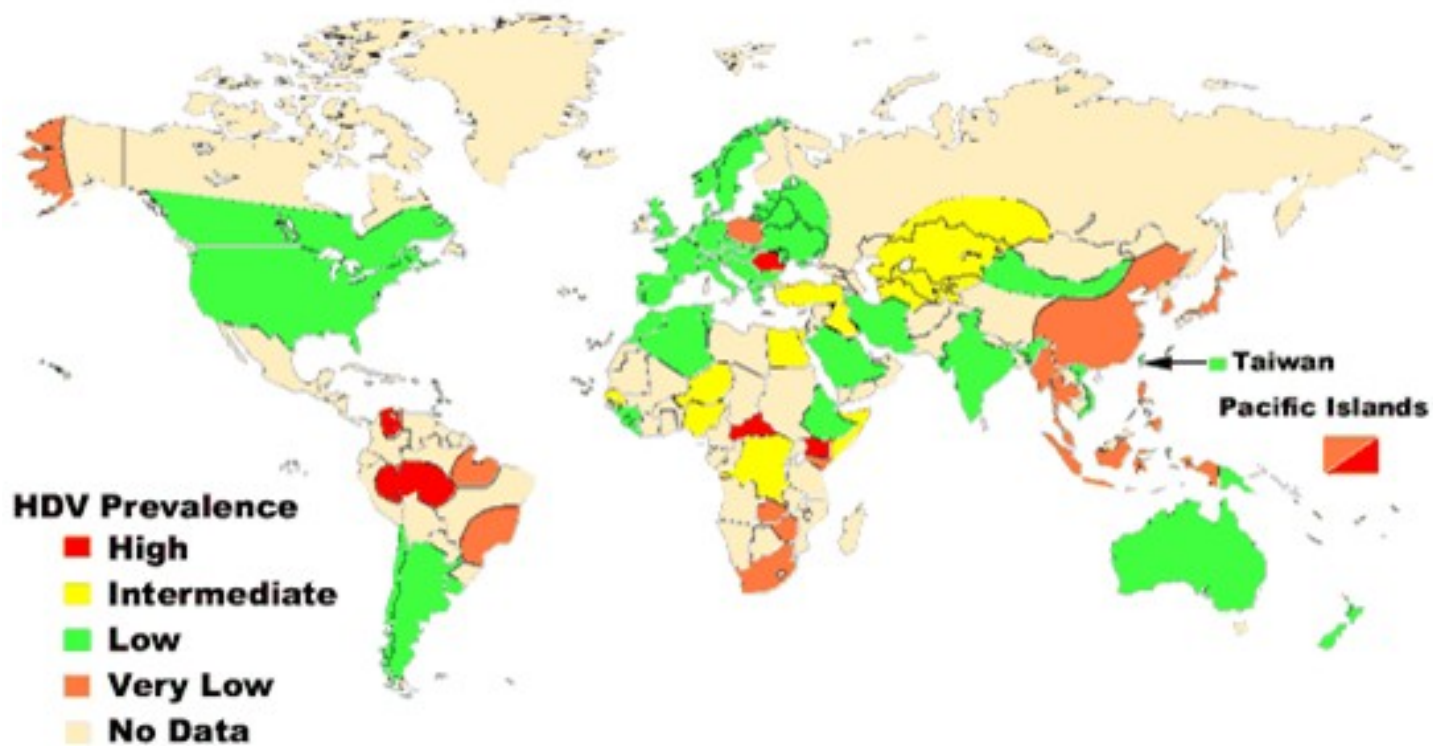 Taiwan
Pacific Islands
HDV Prevalence
High
Intermediate
Low
Very Low
No Data